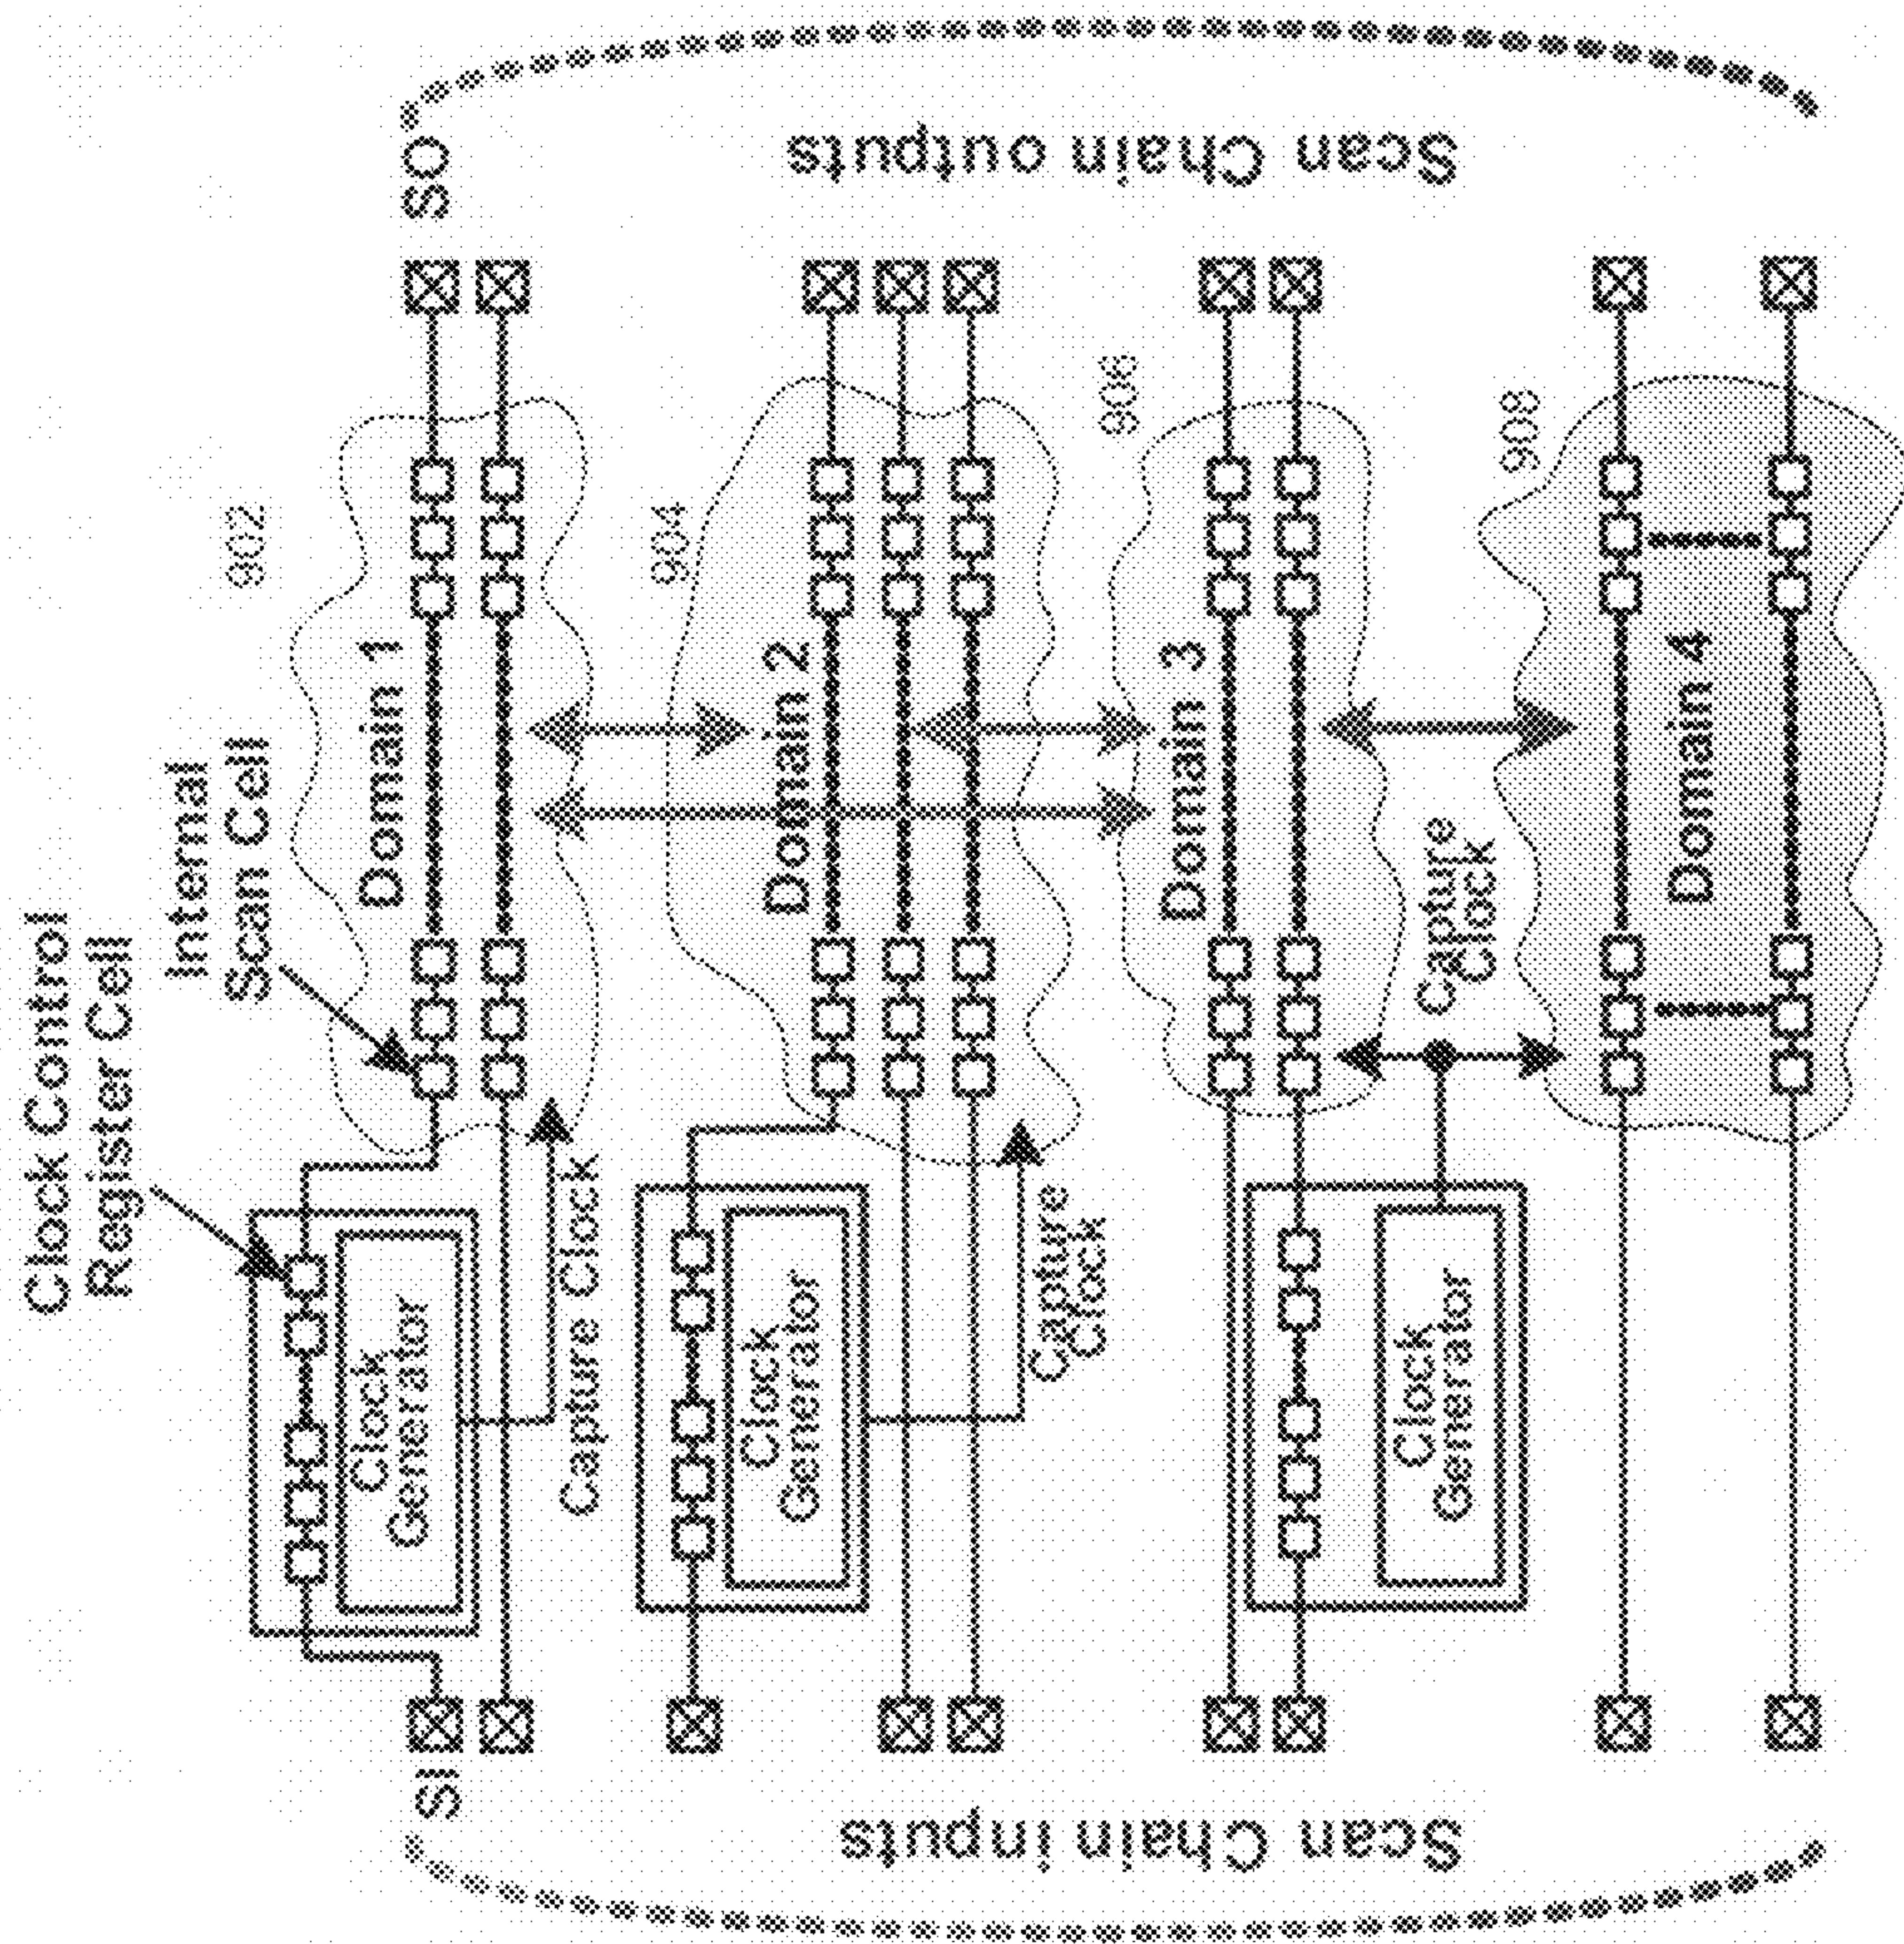 Clock Control
Register Cell
Internal
Scan Cell
902
SI
SO
Clock
Generator
Domain 1
Capture Clock
904
Clock
Generator
Domain 2
Capture
Clock
Scan Chain inputs
Scan Chain outputs
906
Domain 3
Clock
Generator
Capture
Clock
908
Domain 4